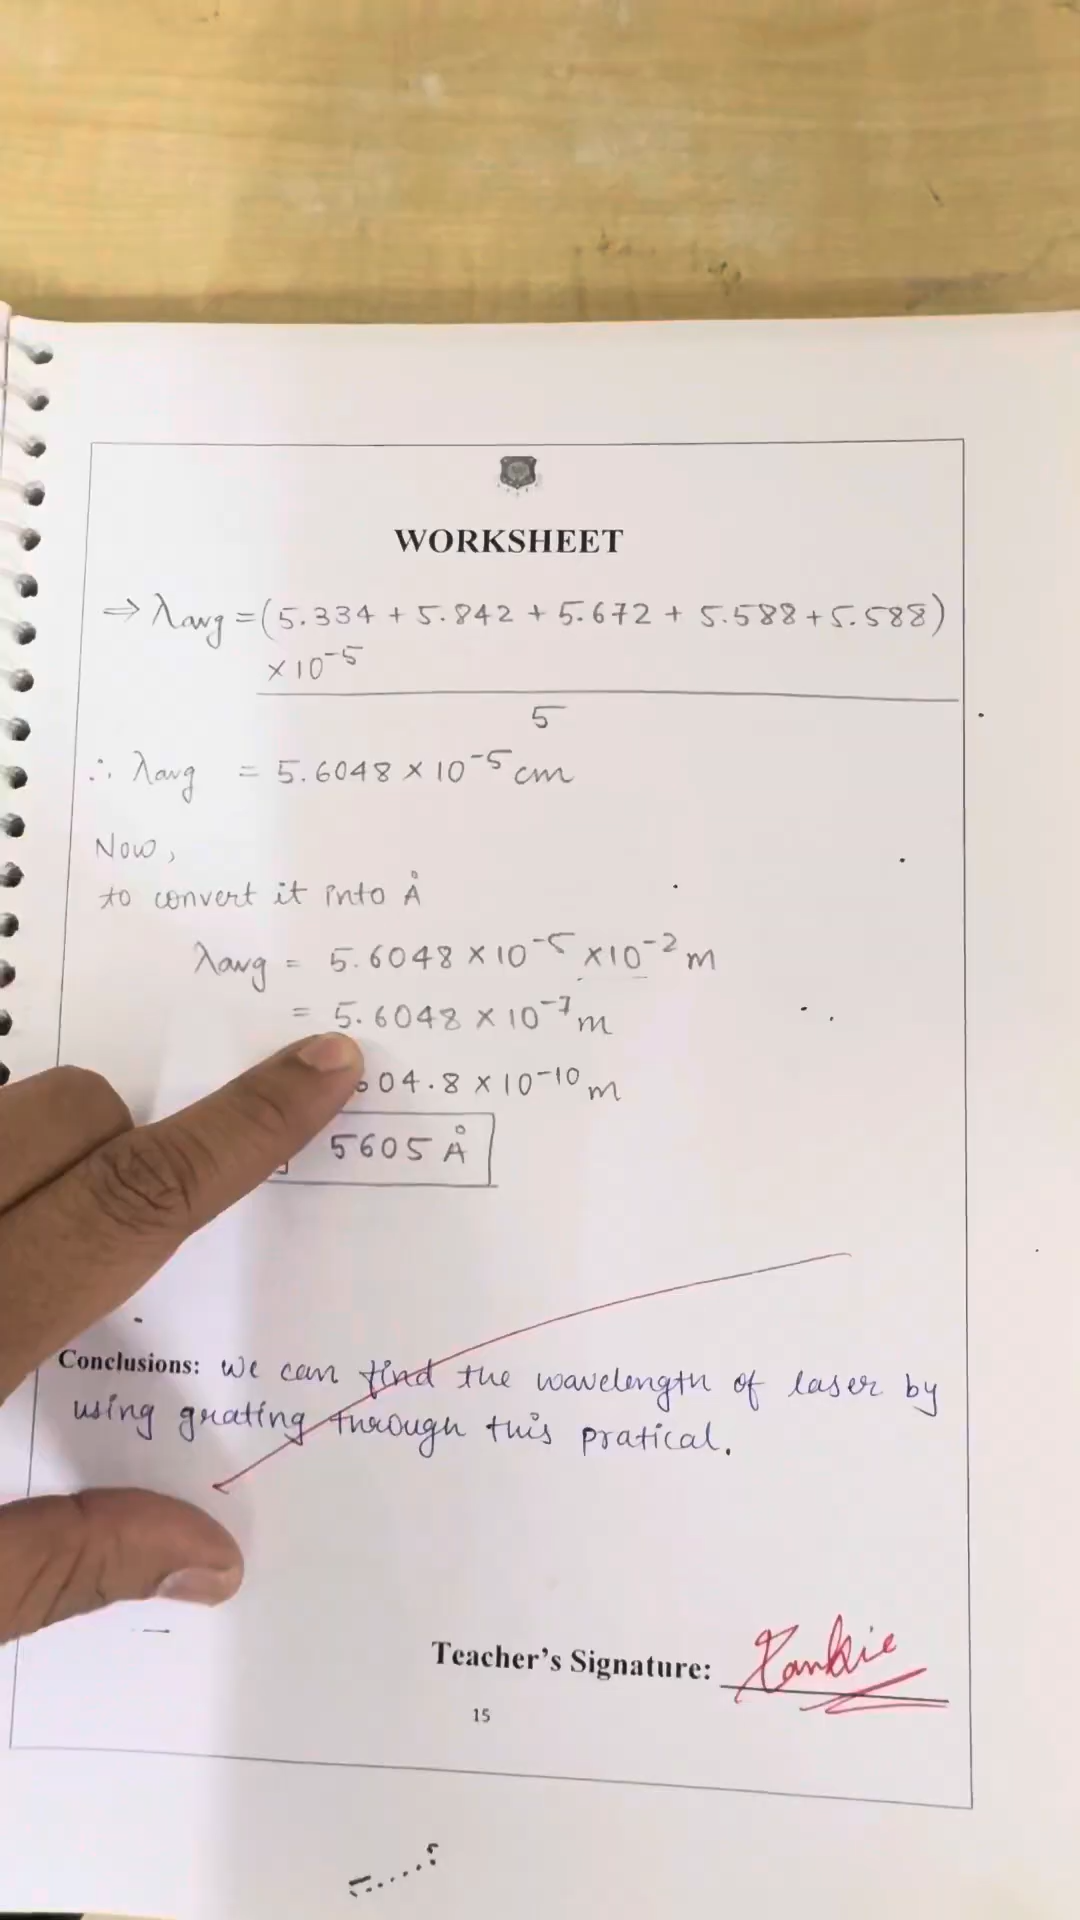 WORKSHEET
⇒ λavg = (5.334 + 5.842 + 5.672 + 5.588 + 5.588)
× 10⁻⁵
5
∴ λavg = 5.6048 × 10⁻⁵ cm
Now,
to convert it into Å
λavg = 5.6048 × 10⁻⁵ × 10⁻² m
= 5.6048 × 10⁻⁷ m
604.8 × 10⁻¹⁰ m
5605 Å
Conclusions: We can find the wavelength of laser by
using grating through this pratical.
Teacher's Signature:
15